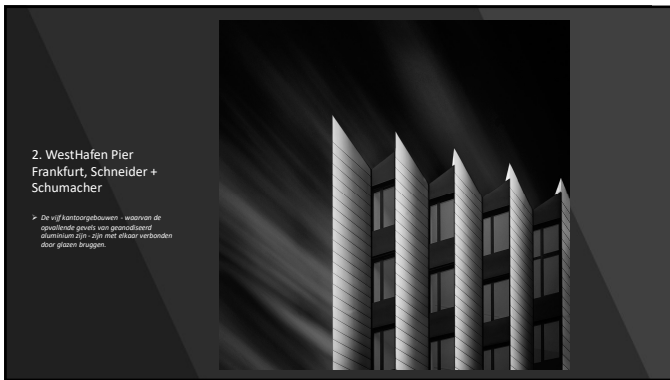 2. WestHafen Pier
Frankfurt, Schneider +
Schumacher
➢ De vijf kantoorgebouwen - waarvan de
opvallende gevels van geanodiseerd
aluminium zijn - zijn met elkaar verbonden
door glazen bruggen.